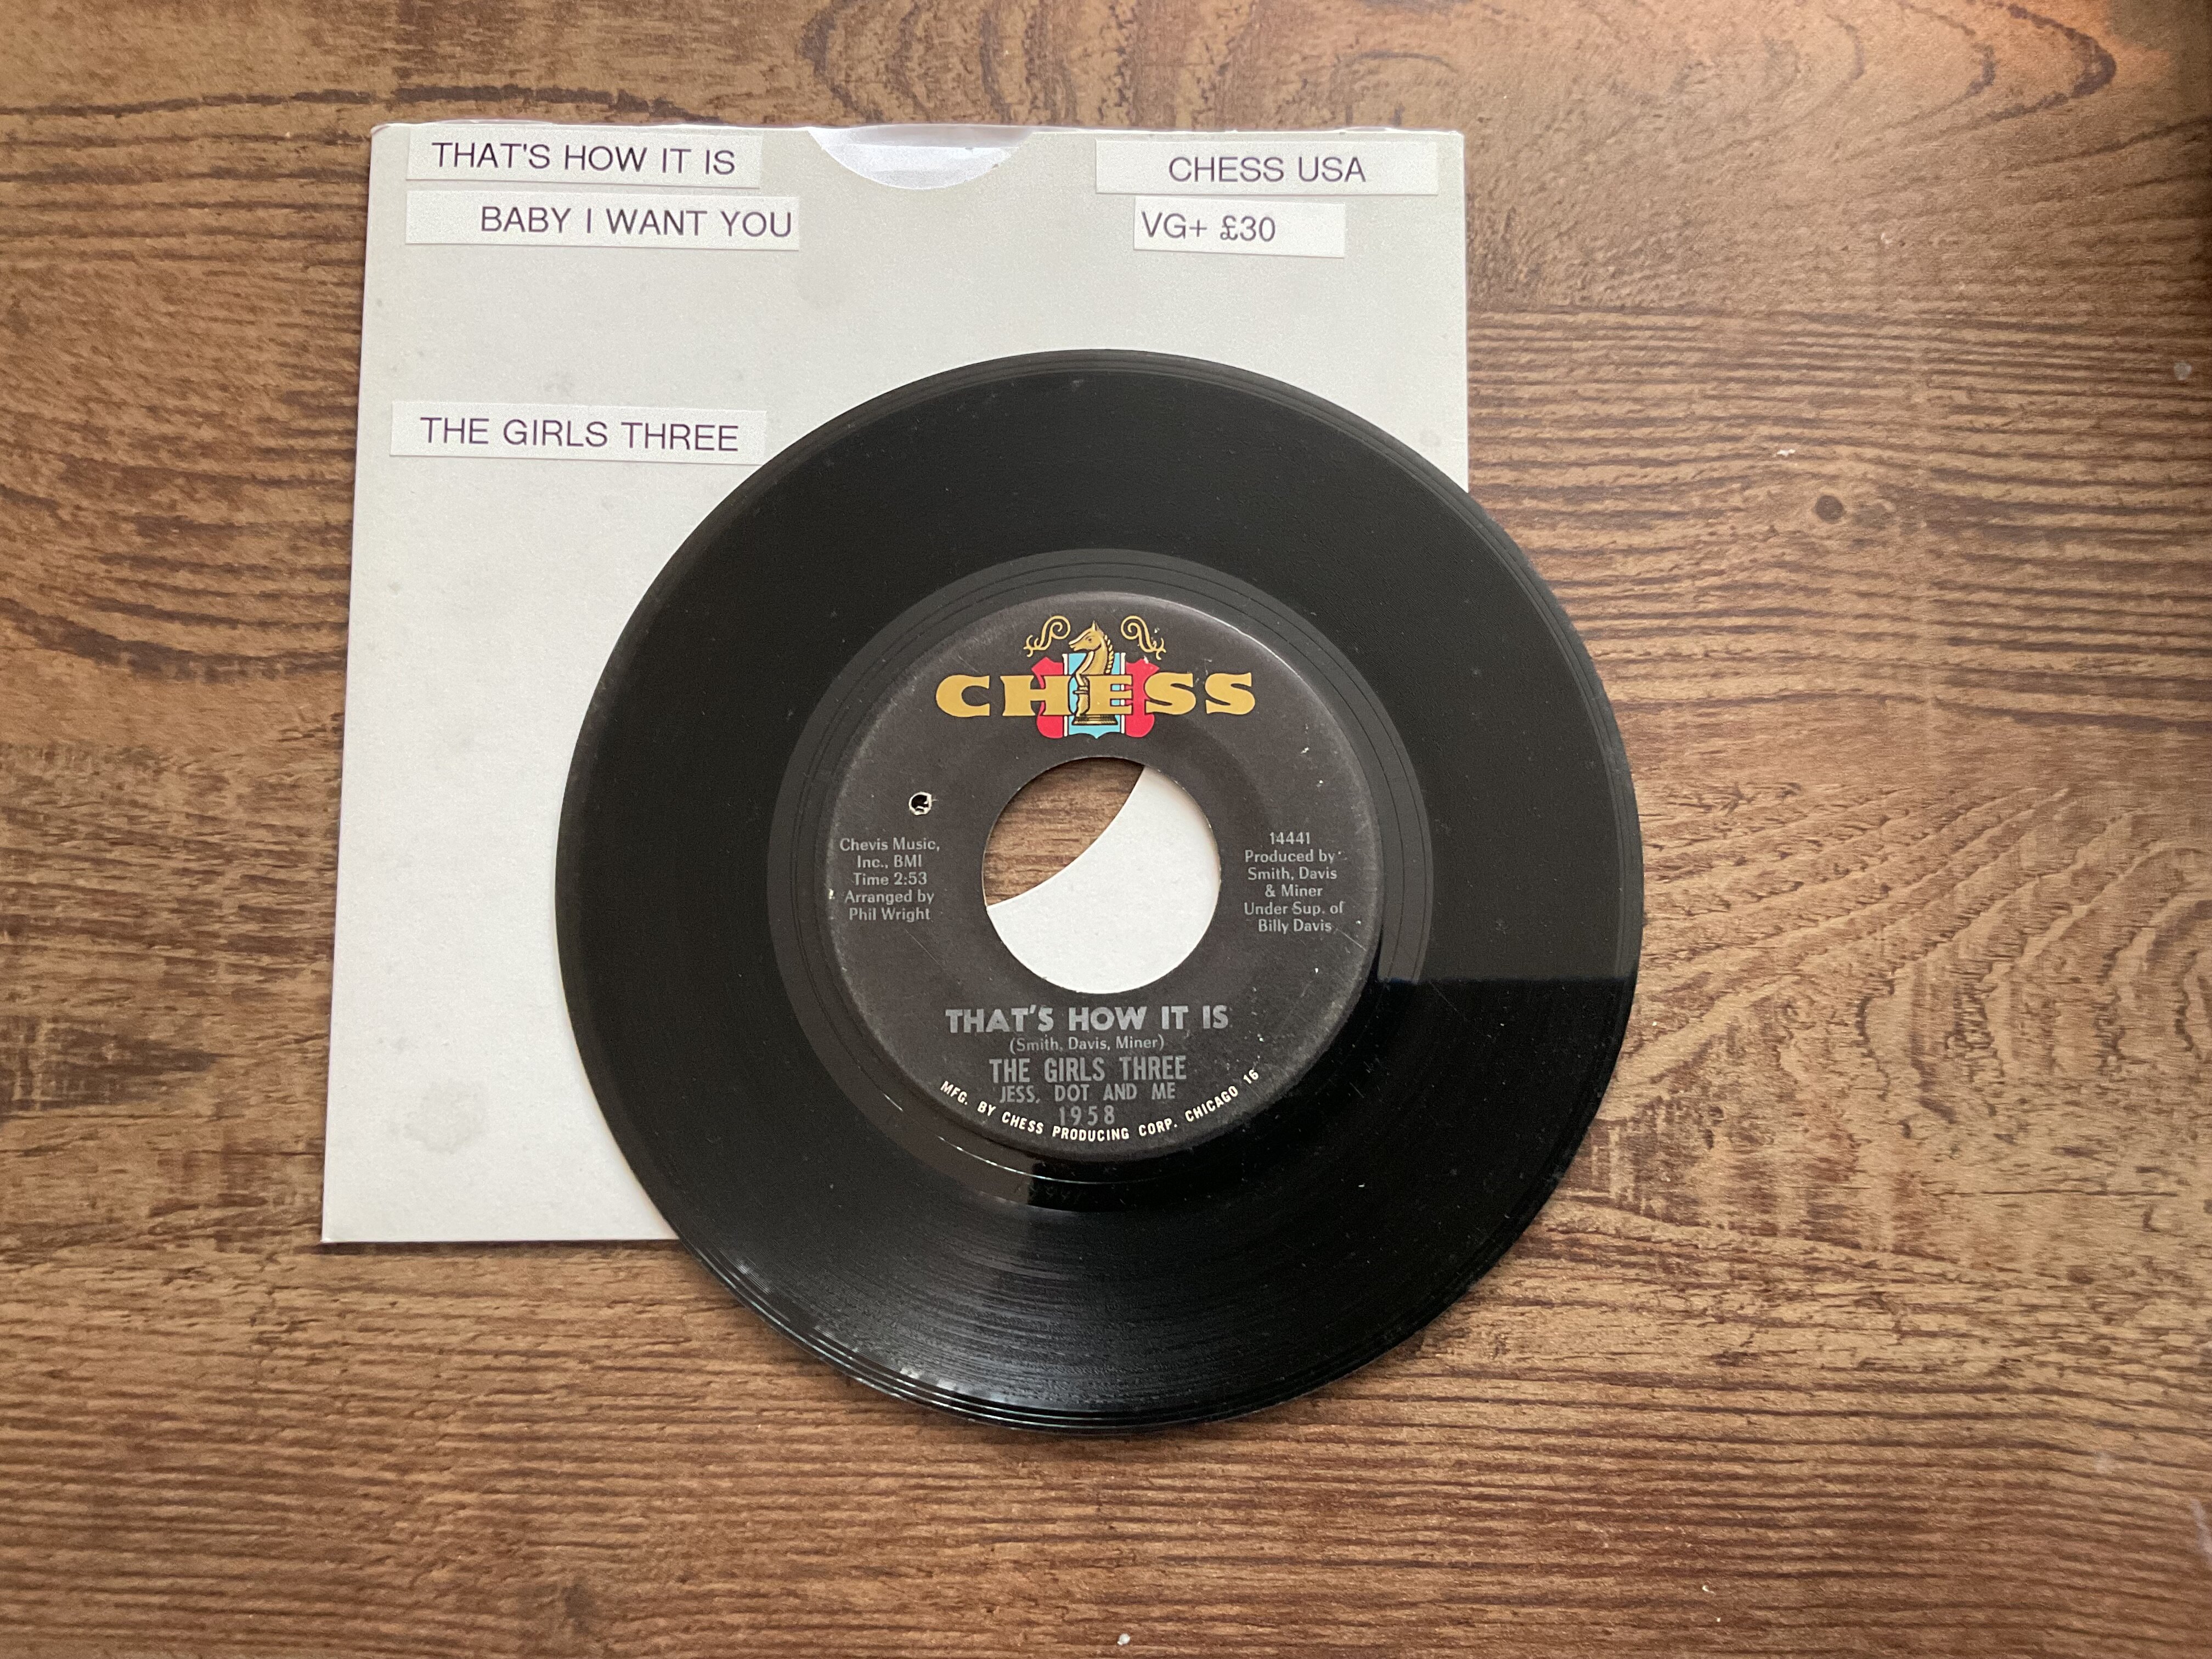 THAT'S HOW IT IS
BABY I WANT YOU
CHESS USA
VG+ £30
THE GIRLS THREE
CHESS
Chevis Music,
Inc., BMI
Time 2:53
Arranged by
Phil Wright
14441
Produced by
Smith, Davis
& Miner
Under Sup. of
Billy Davis
THAT'S HOW IT IS
(Smith, Davis, Miner)
THE GIRLS THREE
JESS, DOT AND ME
1958
MFG. BY CHESS PRODUCING CORP. CHICAGO 16